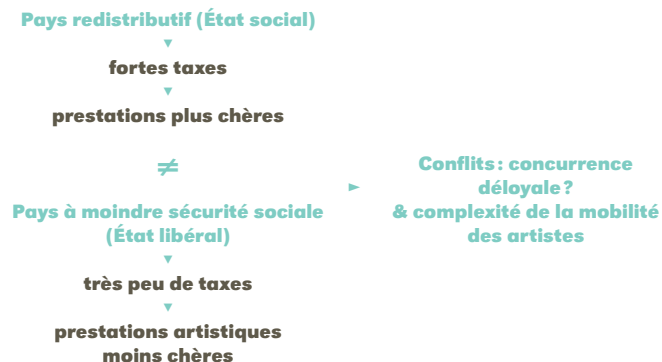 Pays redistributif (État social)
▼
fortes taxes
▼
prestations plus chères
≠
Pays à moindre sécurité sociale
(État libéral)
▼
très peu de taxes
▼
prestations artistiques
moins chères
►
Conflits : concurrence
déloyale ?
& complexité de la mobilité
des artistes